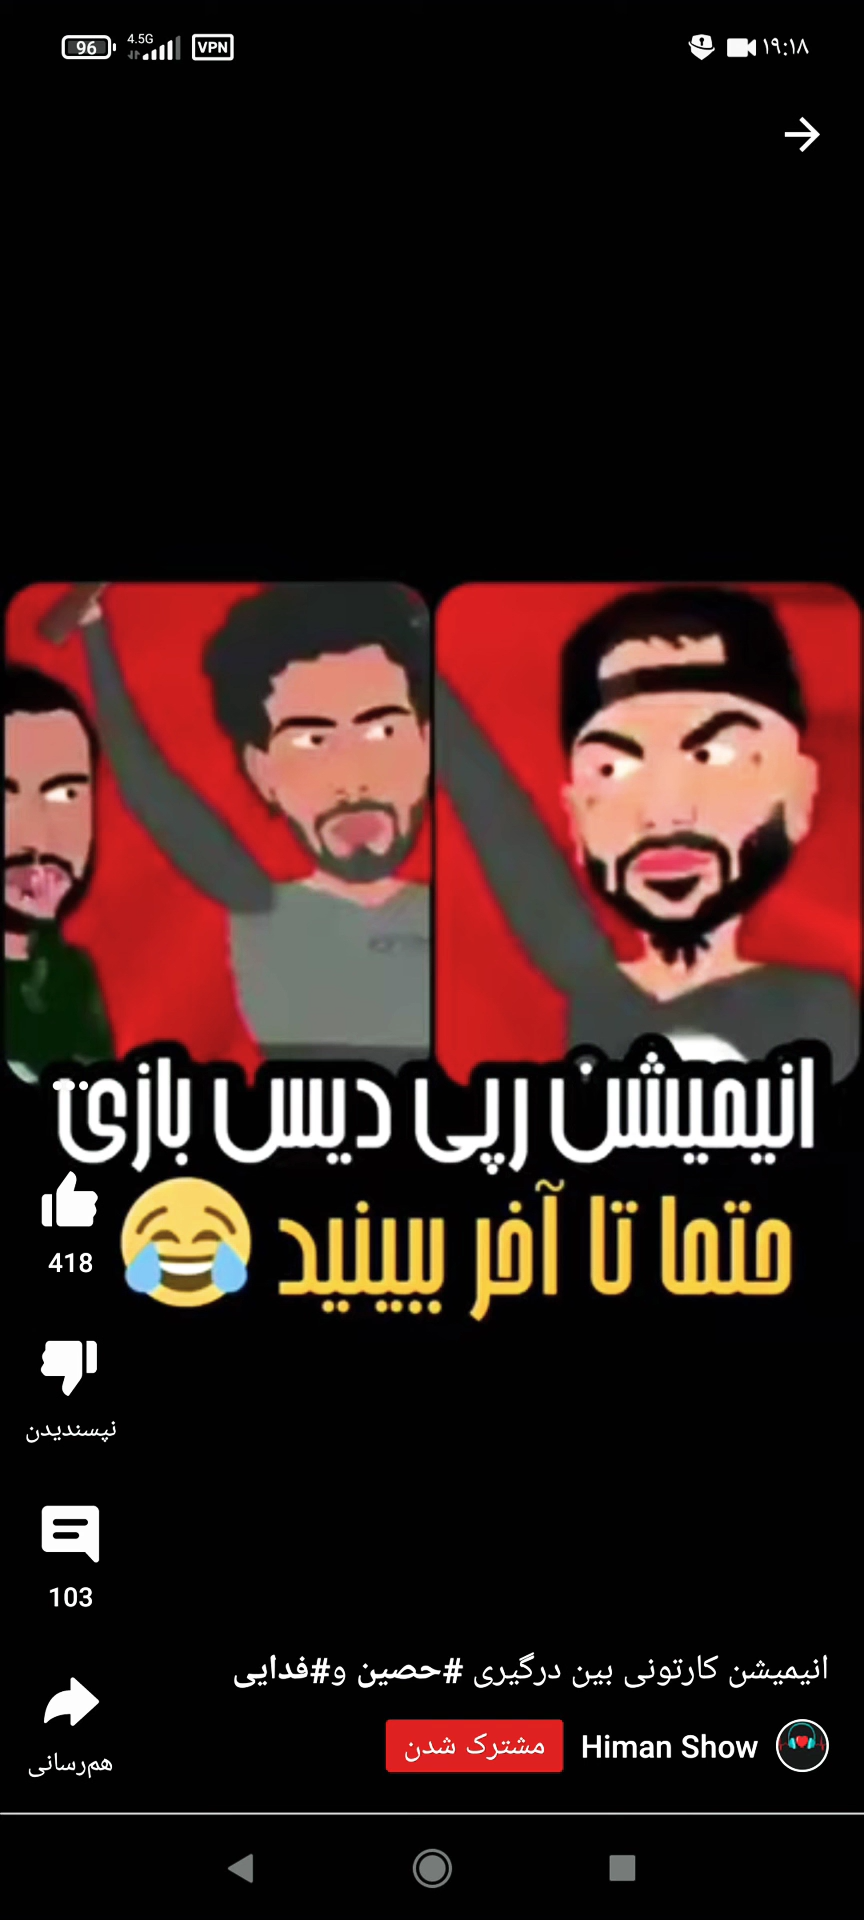 96
4.5G
VPN
۱۹:۱۸
انیمیشن رپی دیس بازی
حتما تا آخر ببینید 😂
418
نپسندیدن
103
انیمیشن کارتونی بین درگیری #حصین و#فدایی
هم‌رسانی
Himan Show
مشترک شدن